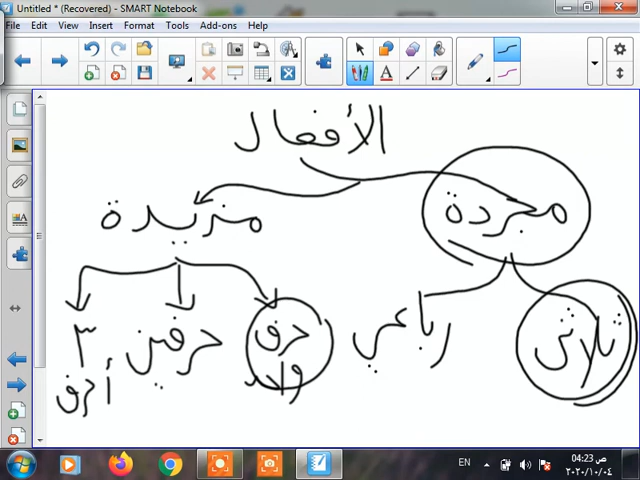 Untitled * (Recovered) - SMART Notebook
File Edit View Insert Format Tools Add-ons Help
الأفعال
مجردة مزيدة
ثلاثي رباعي حرف حرفين ٣
واحد أحرف
EN ص 04:23
٢٠٢٠/١٠/٠٤